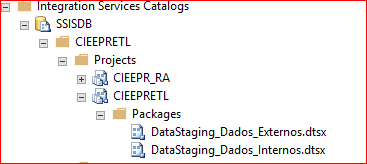 Integration Services Catalogs
SSISDB
CIEEPRETL
Projects
CIEEPR_RA
CIEEPRETL
Packages
DataStaging_Dados_Externos.dtsx
DataStaging_Dados_Internos.dtsx